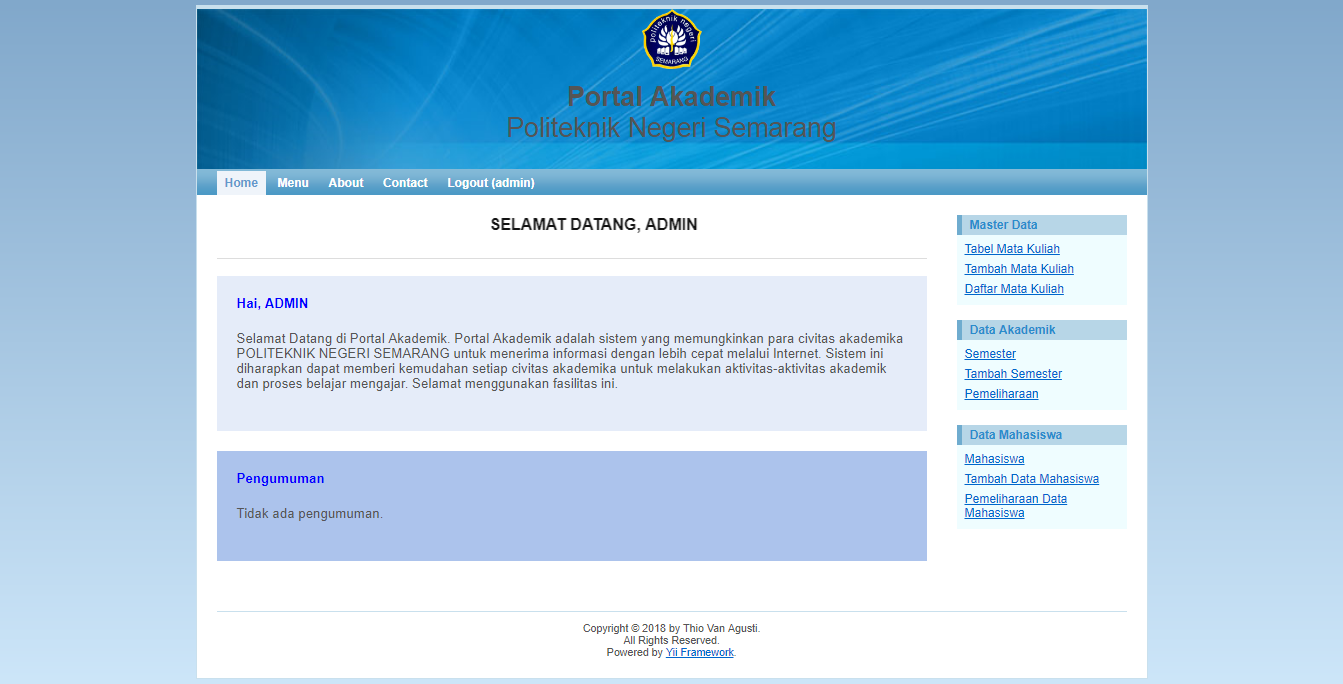 politeknik negeri
SEMARANG
Portal Akademik
Politeknik Negeri Semarang
Home Menu About Contact Logout (admin)
SELAMAT DATANG, ADMIN
Hai, ADMIN
Selamat Datang di Portal Akademik. Portal Akademik adalah sistem yang memungkinkan para civitas akademika
POLITEKNIK NEGERI SEMARANG untuk menerima informasi dengan lebih cepat melalui Internet. Sistem ini
diharapkan dapat memberi kemudahan setiap civitas akademika untuk melakukan aktivitas-aktivitas akademik
dan proses belajar mengajar. Selamat menggunakan fasilitas ini.
Pengumuman
Tidak ada pengumuman.
Master Data
Tabel Mata Kuliah
Tambah Mata Kuliah
Daftar Mata Kuliah
Data Akademik
Semester
Tambah Semester
Pemeliharaan
Data Mahasiswa
Mahasiswa
Tambah Data Mahasiswa
Pemeliharaan Data
Mahasiswa
Copyright © 2018 by Thio Van Agusti.
All Rights Reserved.
Powered by Yii Framework.